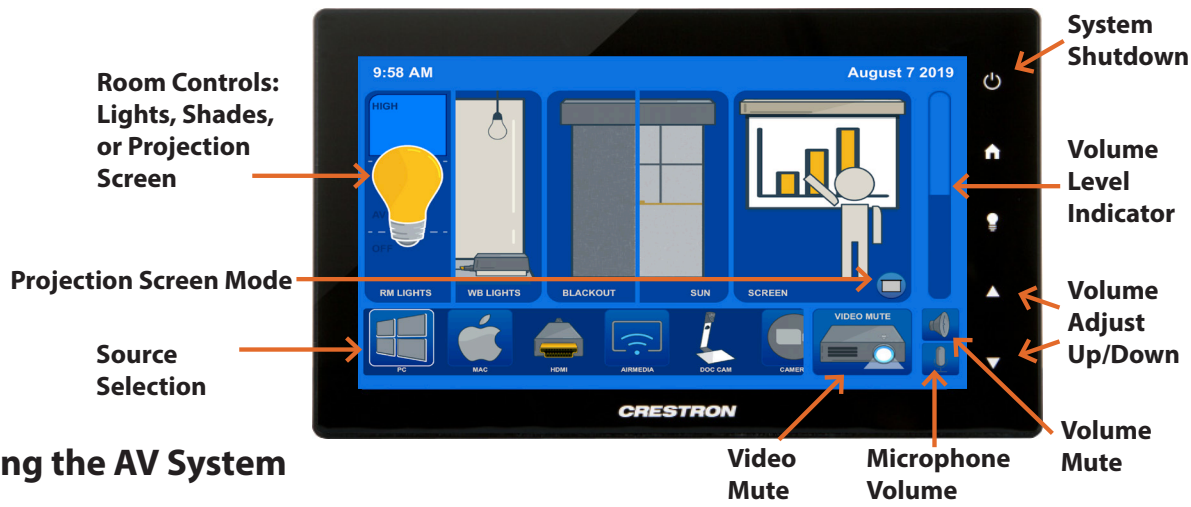 System
Shutdown
Room Controls:
Lights, Shades,
or Projection
Screen
9:58 AM
August 7 2019
HIGH
OFF
Volume
Level
Indicator
Projection Screen Mode
RM LIGHTS
WB LIGHTS
BLACKOUT
SUN
SCREEN
Volume
Adjust
Up/Down
Source
Selection
VIDEO MUTE
PC
MAC
HDMI
AIRMEDIA
DOC CAM
CAMER
CRESTRON
ng the AV System
Video
Mute
Microphone
Volume
Volume
Mute